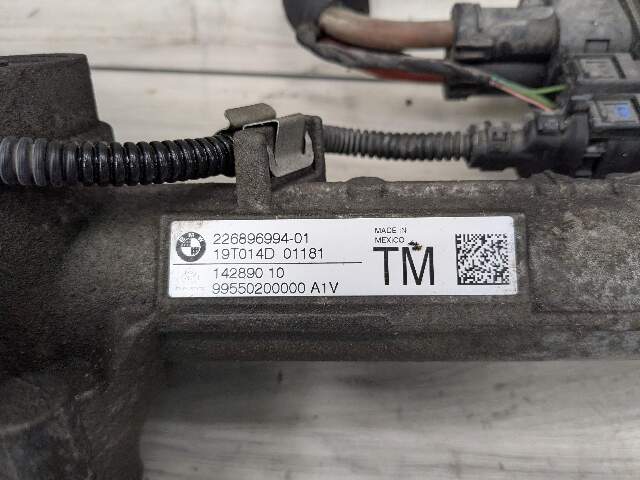 226896994-01
19T014D 01181
142890 10
99550200000 A1V
MADE IN
MEXICO
TM